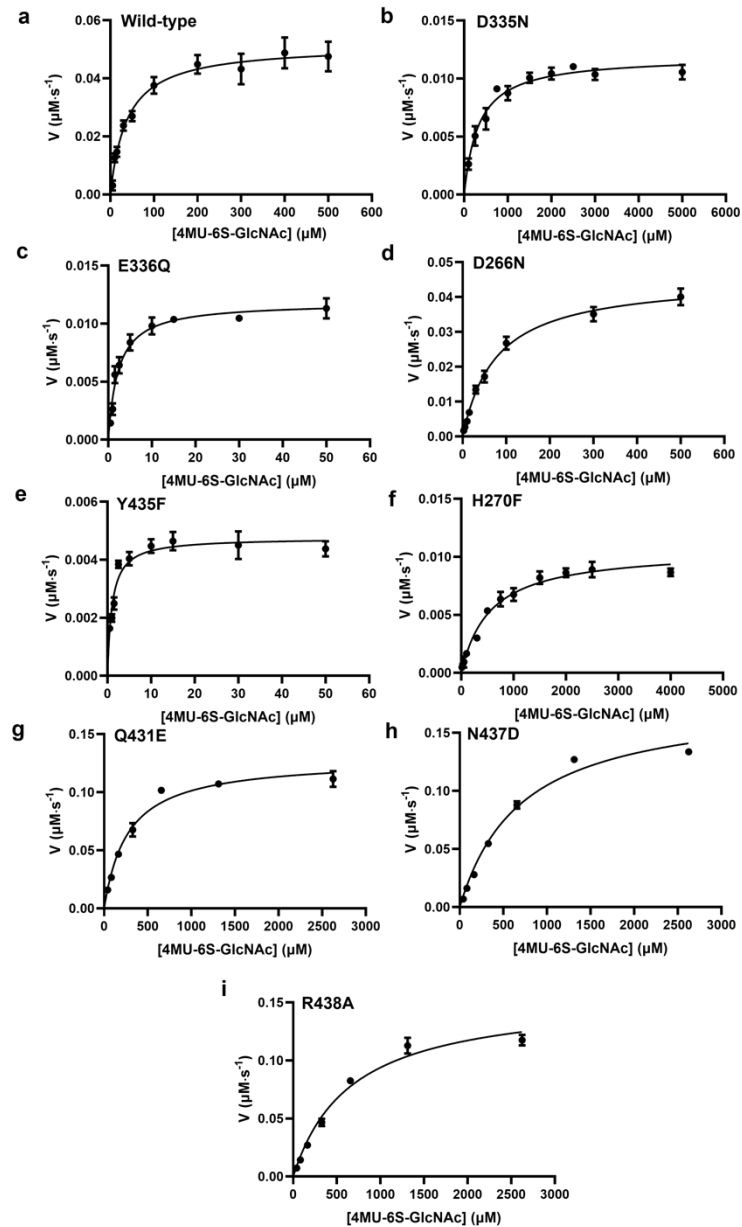 a
Wild-type
V (µM·s⁻¹)
0.06
0.04
0.02
0.00
0 100 200 300 400 500 600
[4MU-6S-GlcNAc] (µM)
b
D335N
V (µM·s⁻¹)
0.015
0.010
0.005
0.000
0 1000 2000 3000 4000 5000 6000
[4MU-6S-GlcNAc] (µM)
c
E336Q
V (µM·s⁻¹)
0.015
0.010
0.005
0.000
0 10 20 30 40 50 60
[4MU-6S-GlcNAc] (µM)
d
D266N
V (µM·s⁻¹)
0.05
0.04
0.03
0.02
0.01
0.00
0 100 200 300 400 500 600
[4MU-6S-GlcNAc] (µM)
e
Y435F
V (µM·s⁻¹)
0.006
0.004
0.002
0.000
0 10 20 30 40 50 60
[4MU-6S-GlcNAc] (µM)
f
H270F
V (µM·s⁻¹)
0.015
0.010
0.005
0.000
0 1000 2000 3000 4000 5000
[4MU-6S-GlcNAc] (µM)
g
Q431E
V (µM·s⁻¹)
0.15
0.10
0.05
0.00
0 500 1000 1500 2000 2500 3000
[4MU-6S-GlcNAc] (µM)
h
N437D
V (µM·s⁻¹)
0.15
0.10
0.05
0.00
0 500 1000 1500 2000 2500 3000
[4MU-6S-GlcNAc] (µM)
i
R438A
V (µM·s⁻¹)
0.15
0.10
0.05
0.00
0 500 1000 1500 2000 2500 3000
[4MU-6S-GlcNAc] (µM)